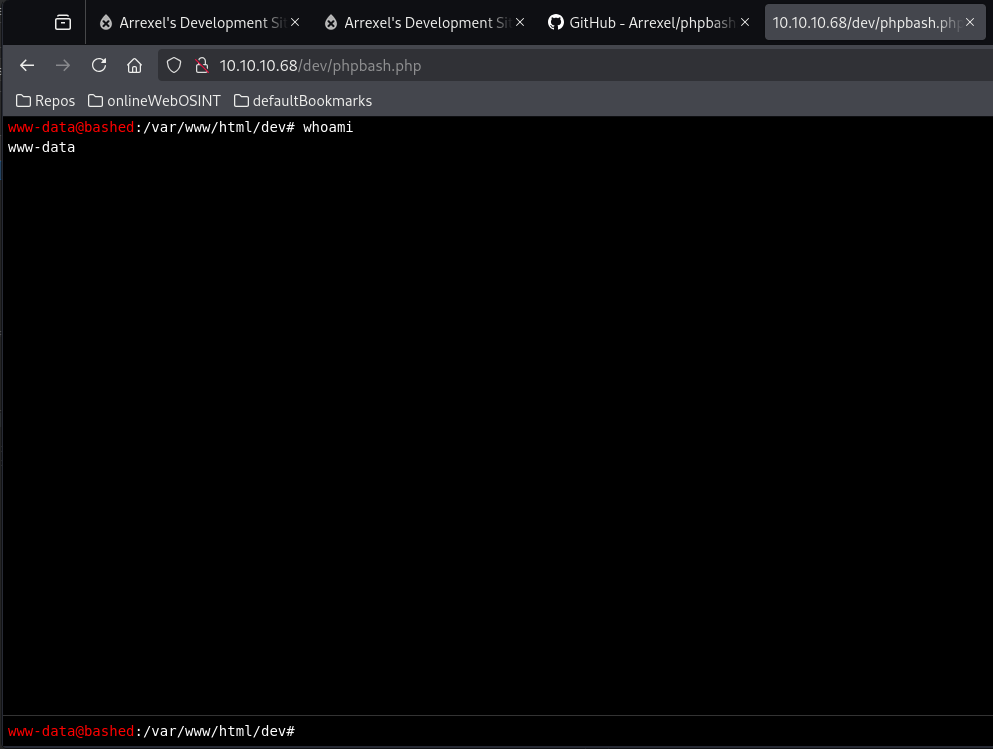 Arrexel's Development Sit
Arrexel's Development Sit
GitHub - Arrexel/phpbash
10.10.10.68/dev/phpbash.php
10.10.10.68/dev/phpbash.php
Repos
onlineWebOSINT
defaultBookmarks
www-data@bashed:/var/www/html/dev# whoami
www-data
www-data@bashed:/var/www/html/dev#